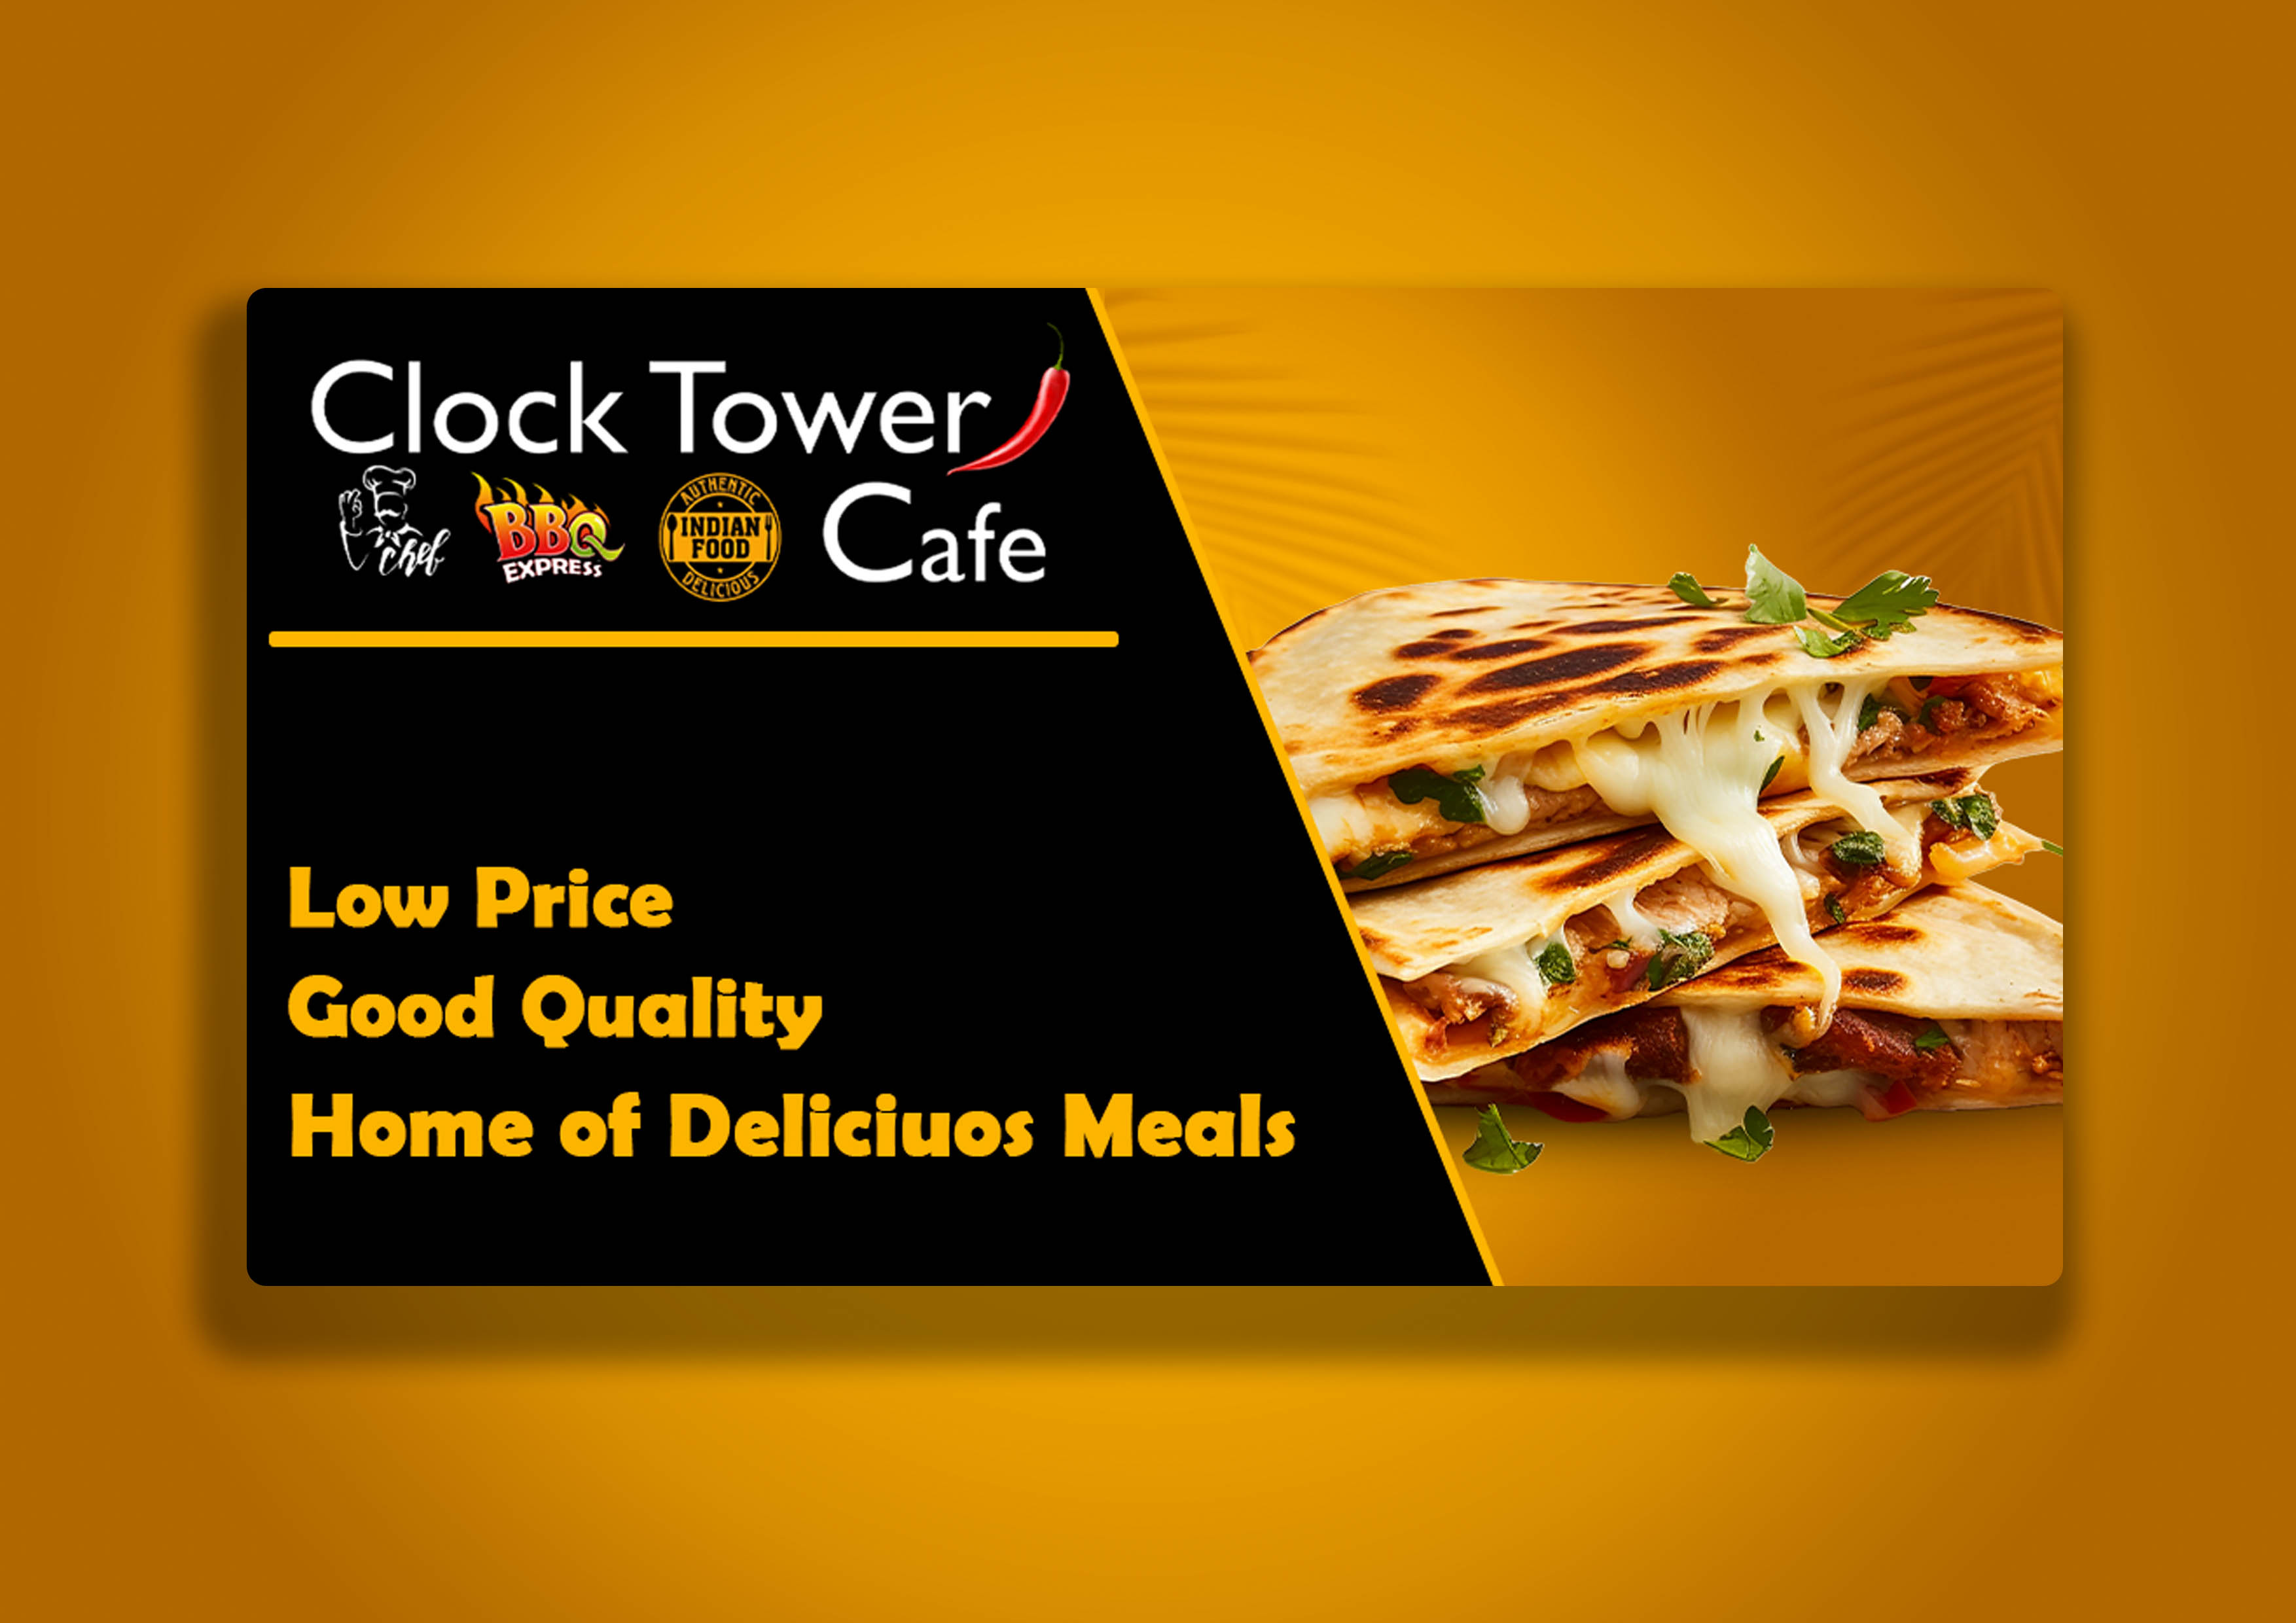 Clock Tower
Cafe
chef
BBQ
EXPRESS
AUTHENTIC
INDIAN
FOOD
DELICIOUS
Low Price
Good Quality
Home of Deliciuos Meals